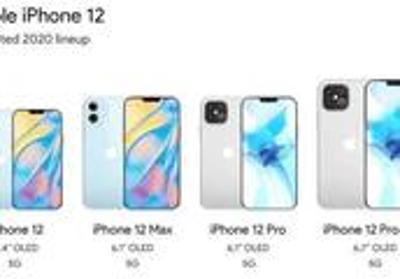 ple iPhone 12
ted 2020 lineup
hone 12
iPhone 12 Max
iPhone 12 Pro
iPhone 12 Pro
.4" OLED
6.1" OLED
6.1" OLED
6.7" OLED
5G
5G
5G
5G